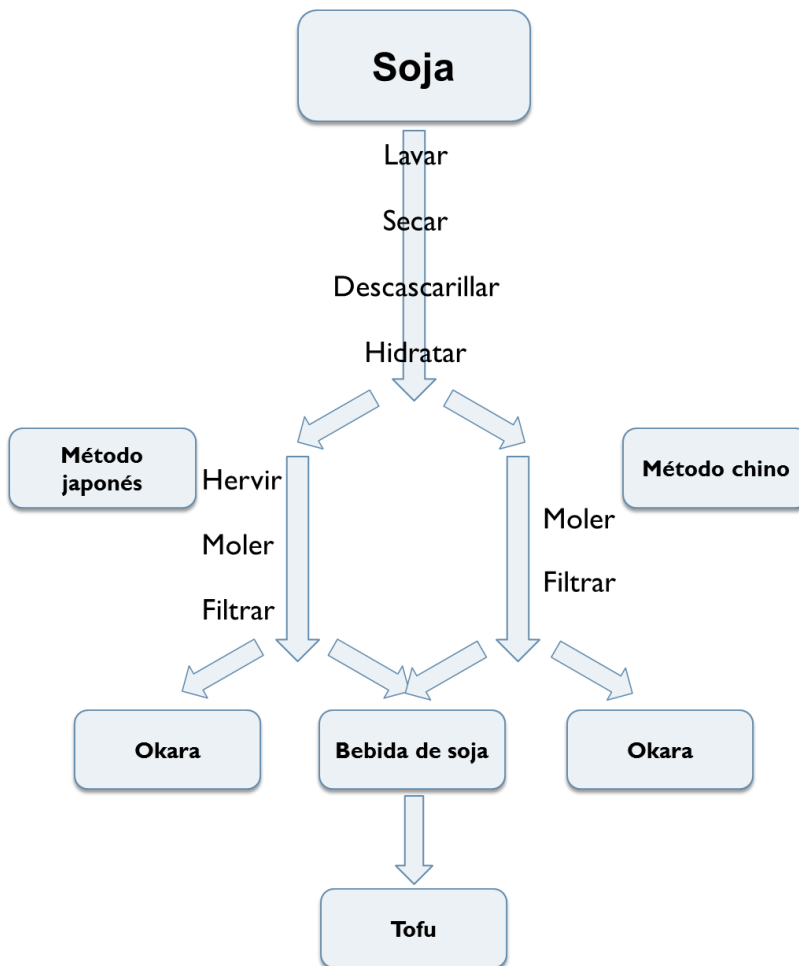 Soja
Lavar
Secar
Descascarillar
Hidratar
Método
japonés
Hervir
Moler
Filtrar
Método chino
Moler
Filtrar
Okara
Bebida de soja
Okara
Tofu